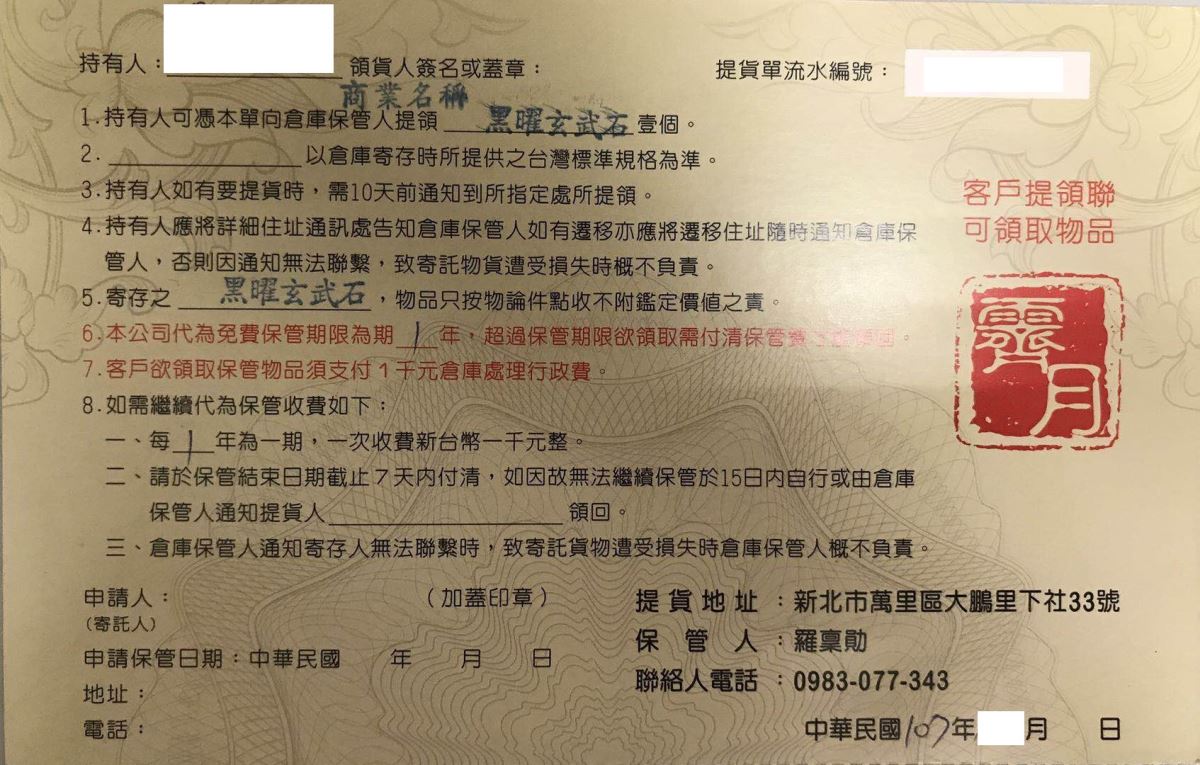 持有人：
領貨人簽名或蓋章：
提貨單流水編號：
商業名稱
1.持有人可憑本單向倉庫保管人提領 黑曜玄武石 壹個。
2.＿＿＿＿以倉庫寄存時所提供之台灣標準規格為準。
3.持有人如有要提貨時，需10天前通知到所指定處所提領。
4.持有人應將詳細住址通訊處告知倉庫保管人如有遷移亦應將遷移住址隨時通知倉庫保
管人，否則因通知無法聯繫，致寄託物貨遭受損失時概不負責。
5.寄存之 黑曜玄武石 ，物品只按物論件點收不附鑑定價值之責。
6.本公司代為免費保管期限為期 1 年，超過保管期限欲領取需付清保管費
7.客戶欲領取保管物品須支付1千元倉庫處理行政費。
8.如需繼續代為保管收費如下：
一、每 1 年為一期，一次收費新台幣一千元整。
二、請於保管結束日期截止7天內付清，如因故無法繼續保管於15日內自行或由倉庫
保管人通知提貨人＿＿＿＿領回。
三、倉庫保管人通知寄存人無法聯繫時，致寄託貨物遭受損失時倉庫保管人概不負責。
客戶提領聯
可領取物品
靈月
申請人：
（加蓋印章）
(寄託人)
申請保管日期：中華民國 年 月 日
地址：
電話：
提貨地址：新北市萬里區大鵬里下社33號
保管人：羅稟勛
聯絡人電話：0983-077-343
中華民國107年 月 日